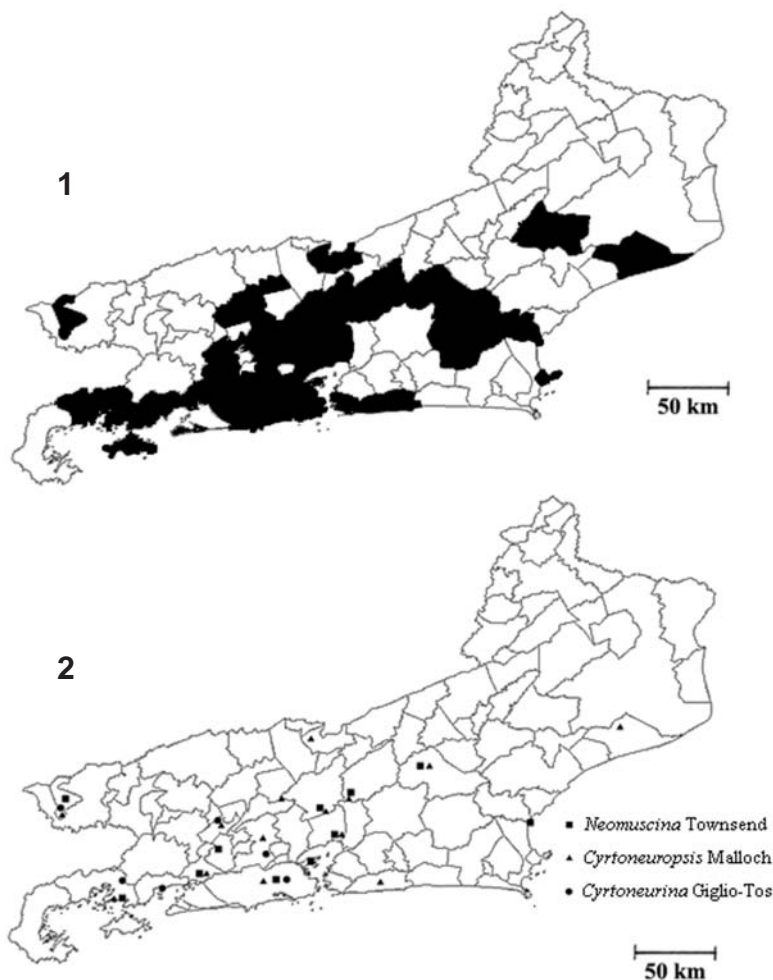 1
50 km
2
Neomuscina Townsend
Cyrtoneuropsis Malloch
Cyrtoneurina Giglio-Tos
50 km